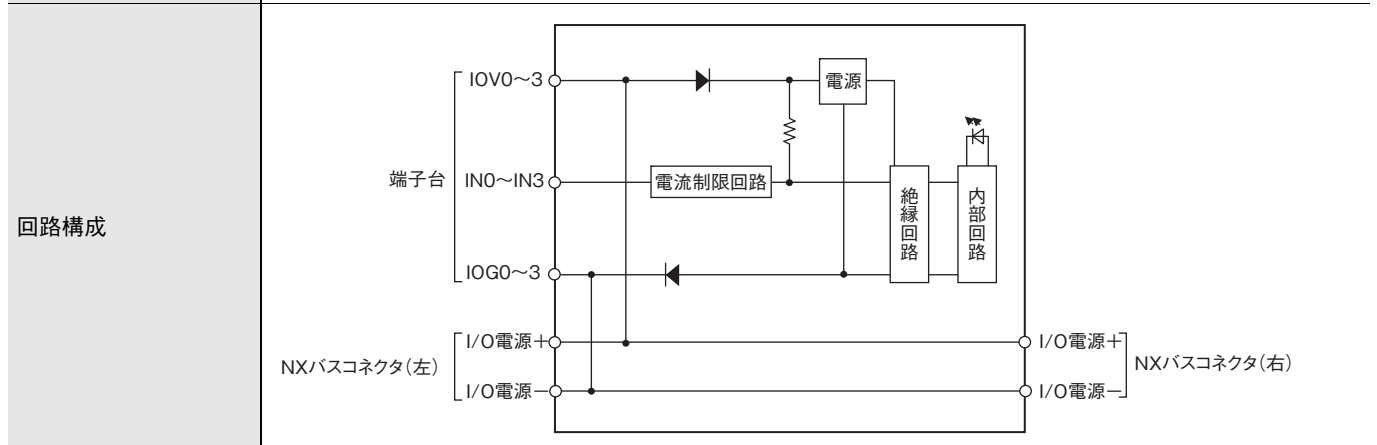 回路構成
端子台
IOV0～3
IN0～IN3
IOG0～3
電源
電流制限回路
絶縁回路
内部回路
NXバスコネクタ(左)
I/O電源＋
I/O電源－
I/O電源＋
I/O電源－
NXバスコネクタ(右)